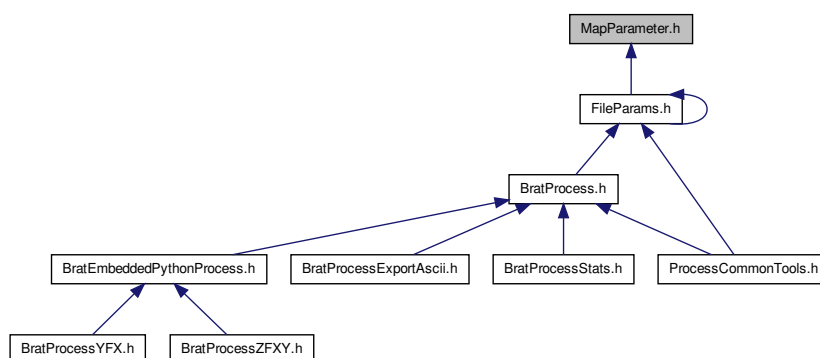 MapParameter.h
FileParams.h
BratProcess.h
BratEmbeddedPythonProcess.h
BratProcessExportAscii.h
BratProcessStats.h
ProcessCommonTools.h
BratProcessYFX.h
BratProcessZFXY.h